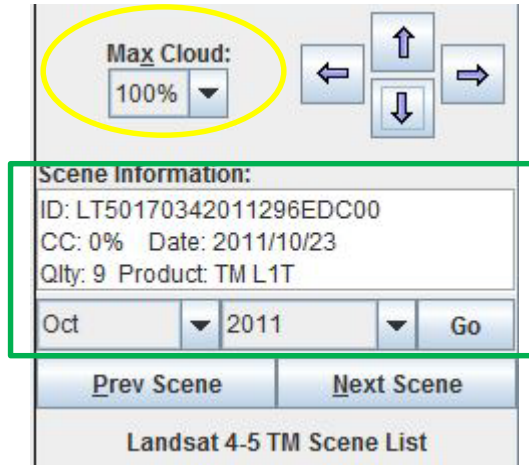 Max Cloud:
100%
Scene Information:
ID: LT50170342011296EDC00
CC: 0% Date: 2011/10/23
Qlty: 9 Product: TM L1T
Oct 2011 Go
Prev Scene Next Scene
Landsat 4-5 TM Scene List